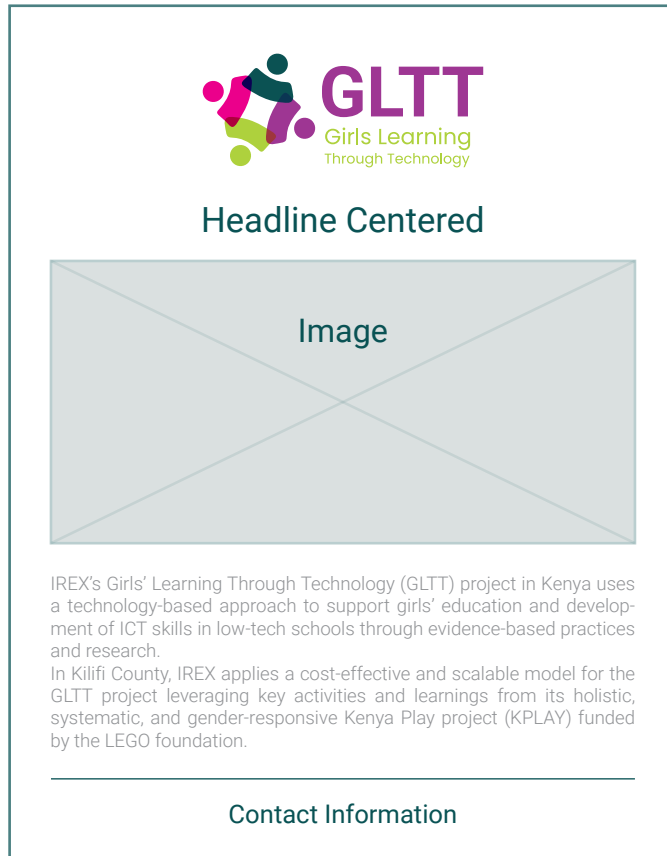 GLTT
Girls Learning
Through Technology
Headline Centered
Image
IREX's Girls' Learning Through Technology (GLTT) project in Kenya uses
a technology-based approach to support girls' education and develop-
ment of ICT skills in low-tech schools through evidence-based practices
and research.
In Kilifi County, IREX applies a cost-effective and scalable model for the
GLTT project leveraging key activities and learnings from its holistic,
systematic, and gender-responsive Kenya Play project (KPLAY) funded
by the LEGO foundation.
Contact Information